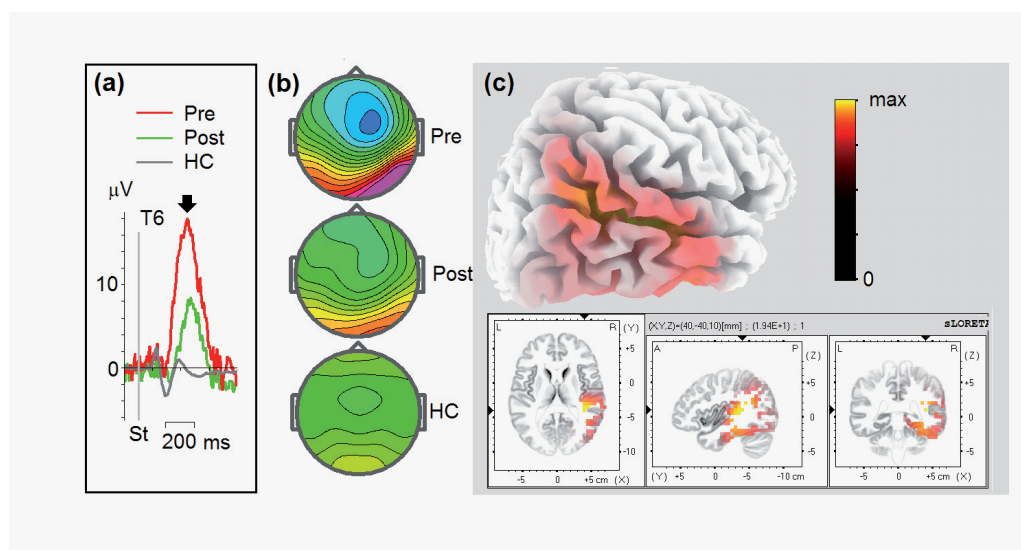 (a)
Pre
Post
HC
μV
T6
10
0
St
200 ms
(b)
Pre
Post
HC
(c)
max
0
L R (Y)
+5
0
-5
-10
-5 0 +5 cm (X)
(X,Y,Z)=(40,-40,10)[mm] ; (1.94E+1) ; 1
sLORETA
A P (Z)
+5
0
-5
(Y) +5 0 -5 -10 cm
L R (Z)
+5
0
-5
-5 0 +5 cm (X)